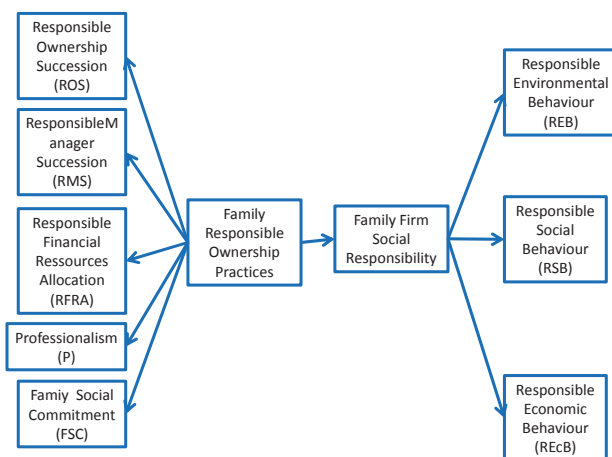 Responsible
Ownership
Succession
(ROS)
ResponsibleM
anager
Succession
(RMS)
Responsible
Financial
Ressources
Allocation
(RFRA)
Professionalism
(P)
Famiy Social
Commitment
(FSC)
Family
Responsible
Ownership
Practices
Family Firm
Social
Responsibility
Responsible
Environmental
Behaviour
(REB)
Responsible
Social
Behaviour
(RSB)
Responsible
Economic
Behaviour
(REcB)